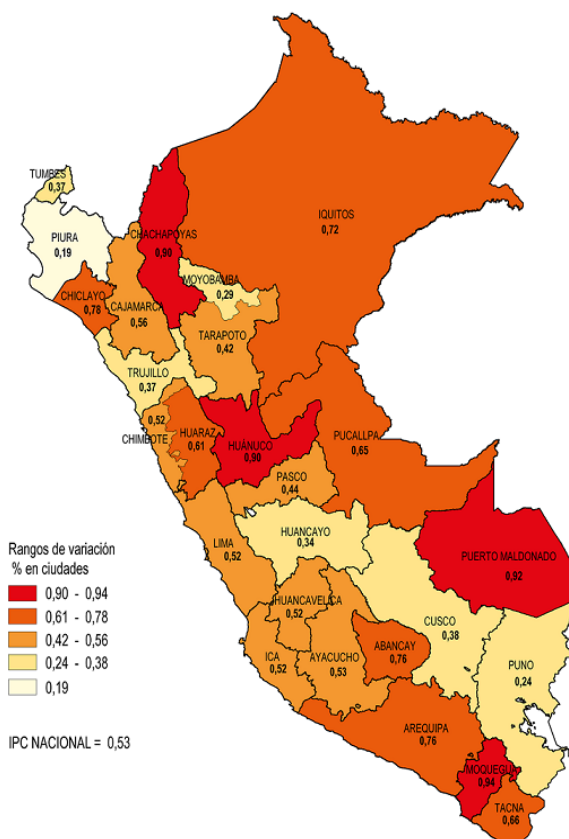 TUMBES
0,37
PIURA
0,19
CHACHAPOYAS
0,90
IQUITOS
0,72
MOYOBAMBA
0,29
CHICLAYO
0,78
CAJAMARCA
0,56
TARAPOTO
0,42
TRUJILLO
0,37
0,52
CHIMBOTE
HUARAZ
0,61
HUÁNUCO
0,90
PUCALLPA
0,65
PASCO
0,44
HUANCAYO
0,34
LIMA
0,52
PUERTO MALDONADO
0,92
HUANCAVELICA
0,52
CUSCO
0,38
ICA
0,52
AYACUCHO
0,53
ABANCAY
0,76
PUNO
0,24
AREQUIPA
0,76
MOQUEGUA
0,94
TACNA
0,66
Rangos de variación
% en ciudades
0,90 - 0,94
0,61 - 0,78
0,42 - 0,56
0,24 - 0,38
0,19
IPC NACIONAL = 0,53